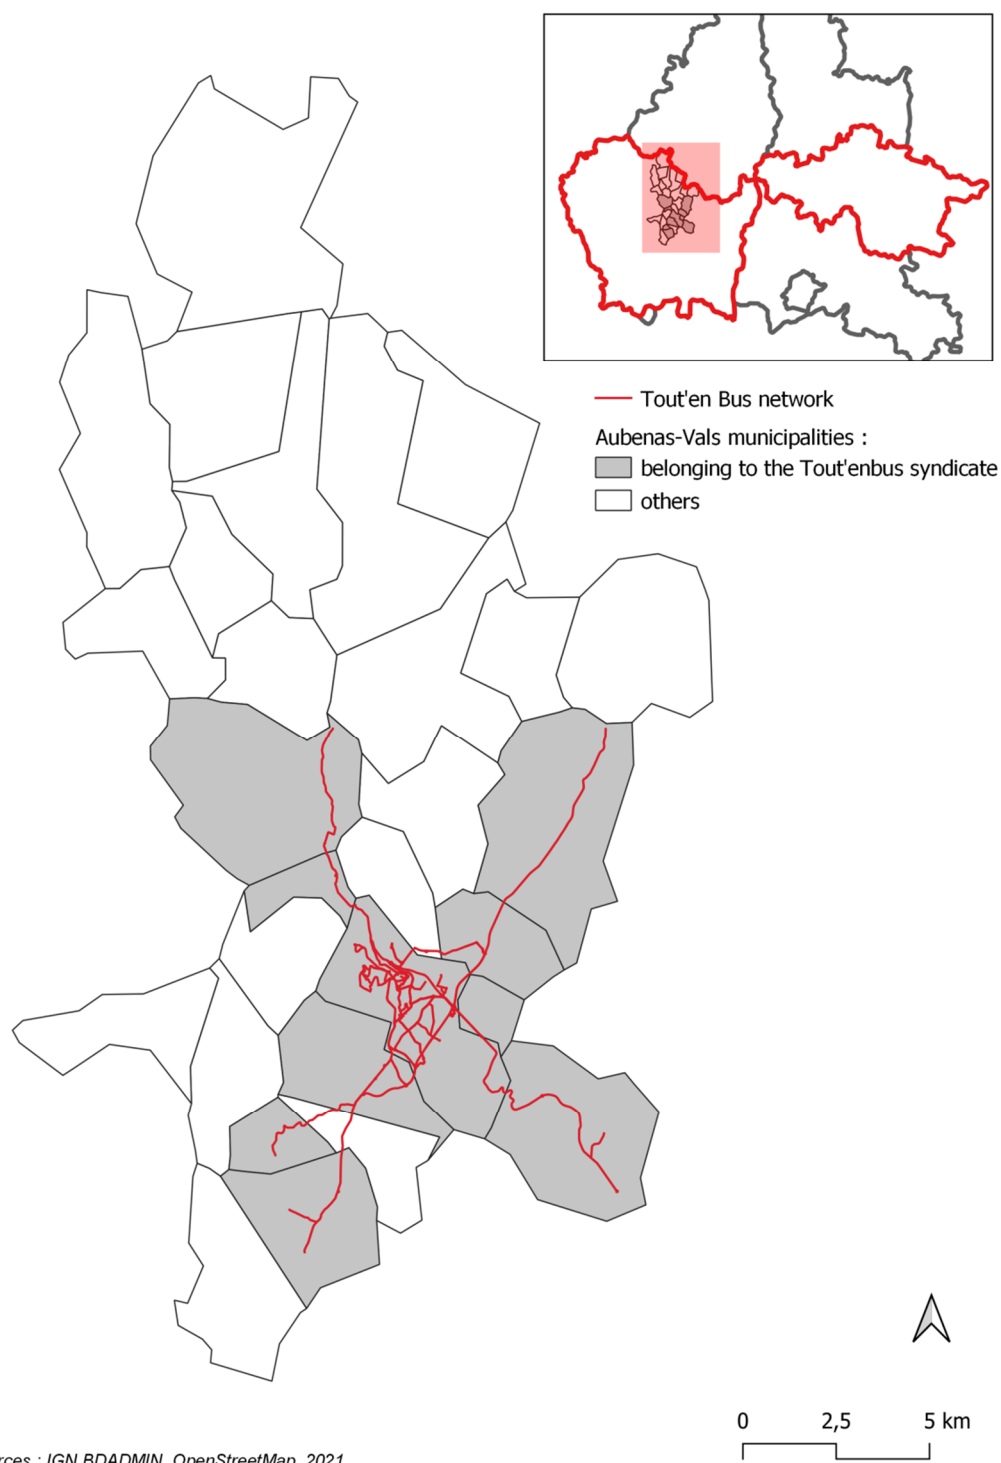 Tout'en Bus network
Aubenas-Vals municipalities :
belonging to the Tout'enbus syndicate
others
0 2,5 5 km
: IGN BDADMIN, OpenStreetMap, 2021